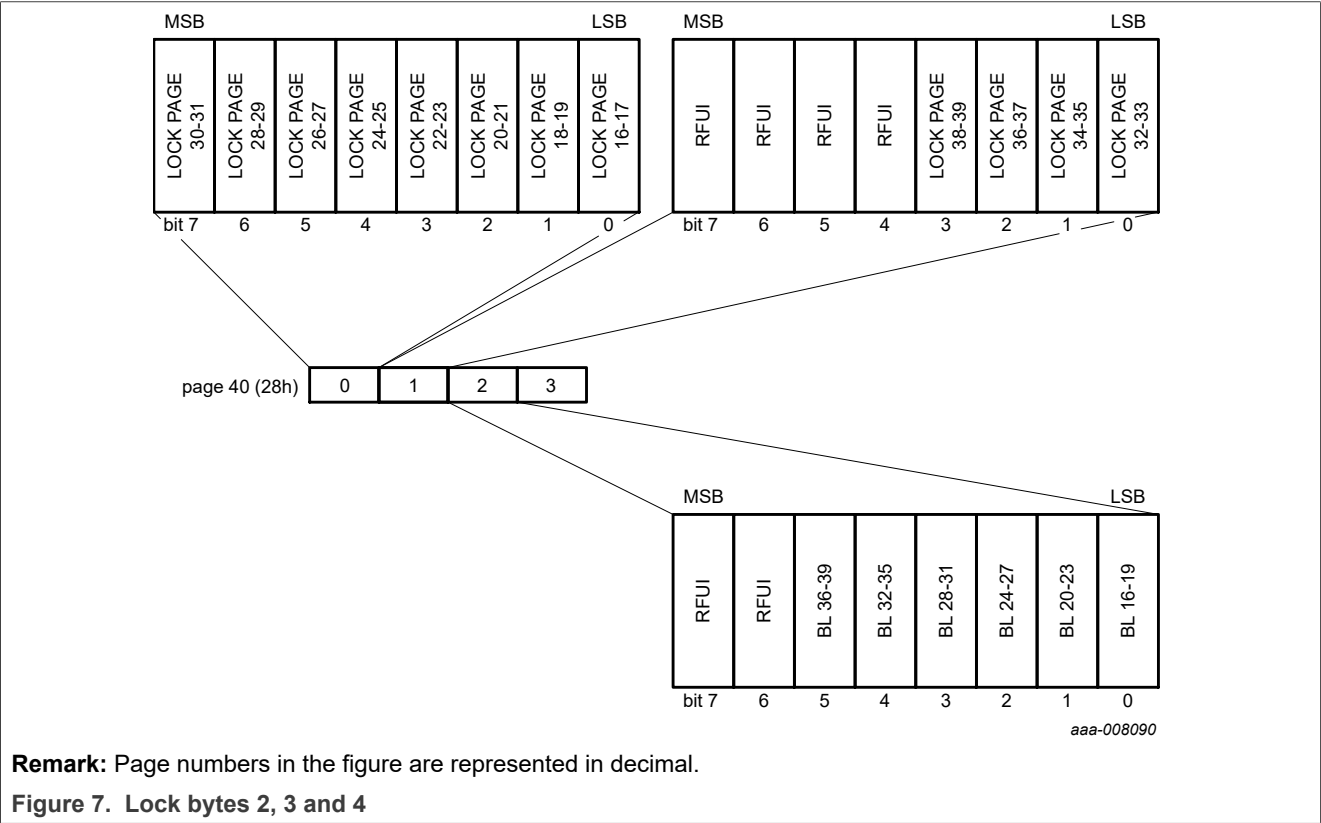 MSB LSB MSB LSB
LOCK PAGE
30-31
LOCK PAGE
28-29
LOCK PAGE
26-27
LOCK PAGE
24-25
LOCK PAGE
22-23
LOCK PAGE
20-21
LOCK PAGE
18-19
LOCK PAGE
16-17
RFUI
RFUI
RFUI
RFUI
LOCK PAGE
38-39
LOCK PAGE
36-37
LOCK PAGE
34-35
LOCK PAGE
32-33
bit 7 6 5 4 3 2 1 0 bit 7 6 5 4 3 2 1 0
page 40 (28h) 0 1 2 3
MSB LSB
RFUI
RFUI
BL 36-39
BL 32-35
BL 28-31
BL 24-27
BL 20-23
BL 16-19
bit 7 6 5 4 3 2 1 0
aaa-008090
Remark: Page numbers in the figure are represented in decimal.
Figure 7. Lock bytes 2, 3 and 4